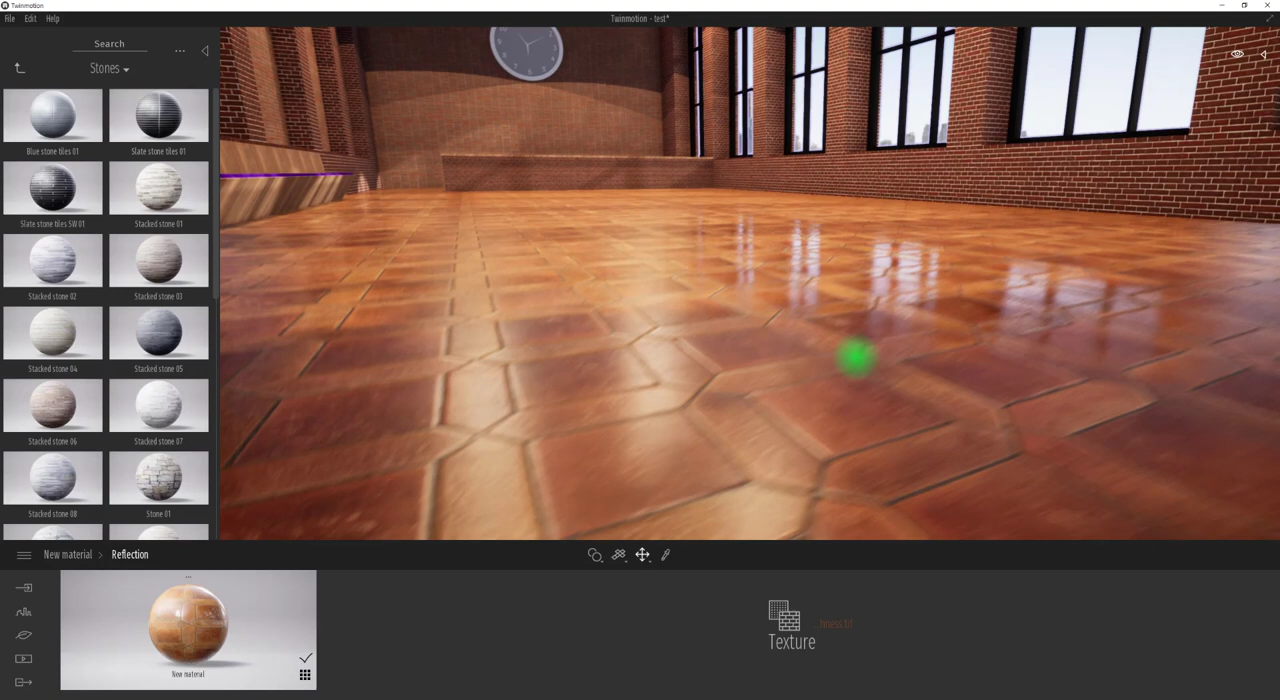 Twinmotion
File Edit Help
Twinmotion - test*
Search
Stones
Blue stone tiles 01
Slate stone tiles 01
Slate stone tiles SW 01
Stacked stone 01
Stacked stone 02
Stacked stone 03
Stacked stone 04
Stacked stone 05
Stacked stone 06
Stacked stone 07
Stacked stone 08
Stone 01
New material > Reflection
...
New material
Texture